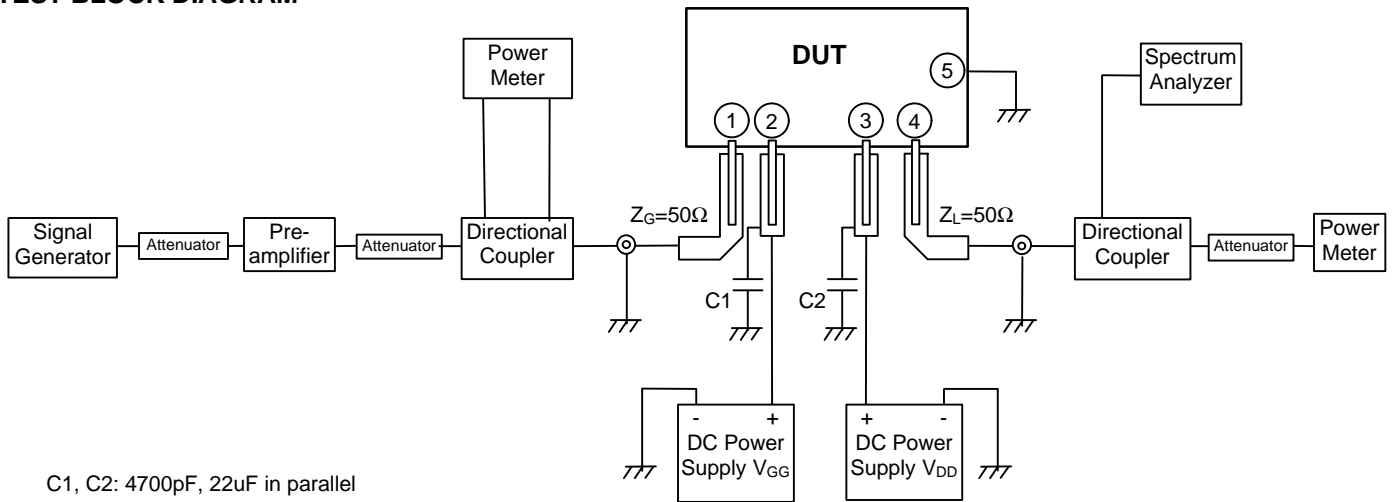 TEST BLOCK DIAGRAM
Power
Meter
DUT
5
Spectrum
Analyzer
1
2
3
4
Signal
Generator
Attenuator
Pre-
amplifier
Attenuator
Directional
Coupler
ZG=50Ω
ZL=50Ω
Directional
Coupler
Attenuator
Power
Meter
C1
C2
- +
DC Power
Supply VGG
+ -
DC Power
Supply VDD
C1, C2: 4700pF, 22uF in parallel